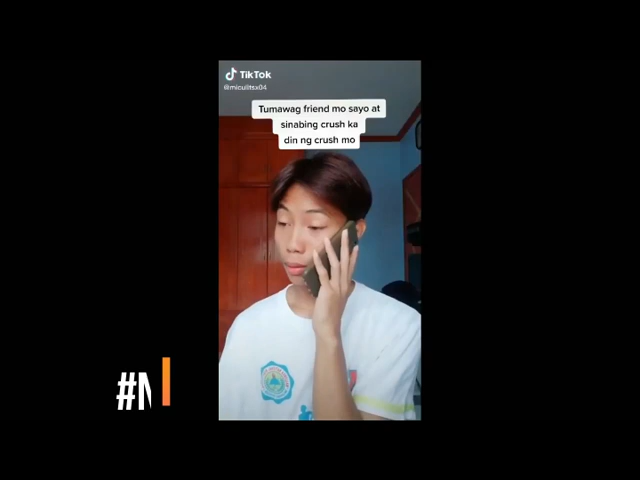 TikTok
@miculitsx04
Tumawag friend mo sayo at
sinabing crush ka
din ng crush mo